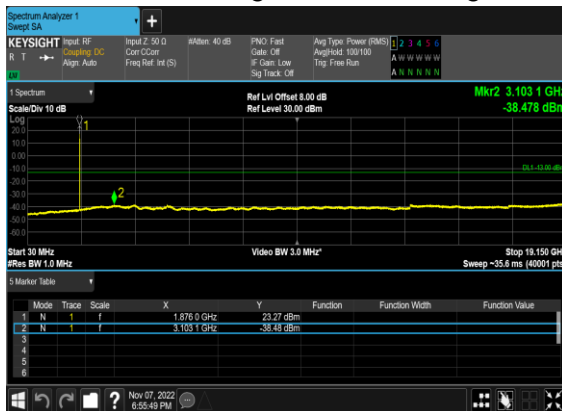 Spectrum Analyzer 1
Swept SA
+
KEYSIGHT
R T
LXI
Input: RF
Coupling: DC
Align: Auto
Input Z: 50 Ω
Corr CCorr
Freq Ref: Int (S)
#Atten: 40 dB
PNO: Fast
Gate: Off
IF Gain: Low
Sig Track: Off
Avg Type: Power (RMS)
Avg|Hold: 100/100
Trig: Free Run
1 2 3 4 5 6
A W W W W W
A N N N N N
1 Spectrum
Scale/Div 10 dB
Ref Lvl Offset 8.00 dB
Ref Level 30.00 dBm
Mkr2 3.103 1 GHz
-38.478 dBm
Log
20.0
10.0
0.00
-10.0
-20.0
-30.0
-40.0
-50.0
-60.0
1
2
DL1 -13.00 dBm
Start 30 MHz
#Res BW 1.0 MHz
Video BW 3.0 MHz*
Stop 19.150 GHz
Sweep ~35.6 ms (40001 pts)
5 Marker Table
Mode Trace Scale X Y Function Function Width Function Value
1 N 1 f 1.876 0 GHz 23.27 dBm
2 N 1 f 3.103 1 GHz -38.48 dBm
3
4
5
6
?
Nov 07, 2022
6:55:49 PM